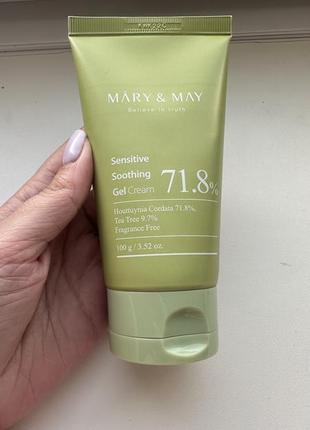 MARY & MAY
Believe in truth
Sensitive
Soothing
Gel Cream 71.8%
Houttuynia Cordata 71.8%,
Tea Tree 9.7%
Fragrance Free
100 g / 3.52 oz.